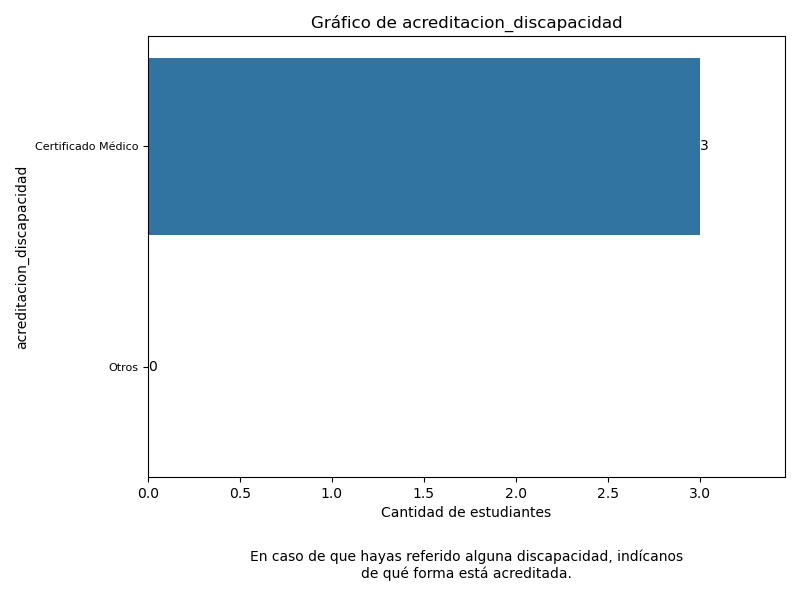 Gráfico de acreditacion_discapacidad
acreditacion_discapacidad
Certificado Médico
3
Otros
0
0.0 0.5 1.0 1.5 2.0 2.5 3.0
Cantidad de estudiantes
En caso de que hayas referido alguna discapacidad, indícanos
de qué forma está acreditada.